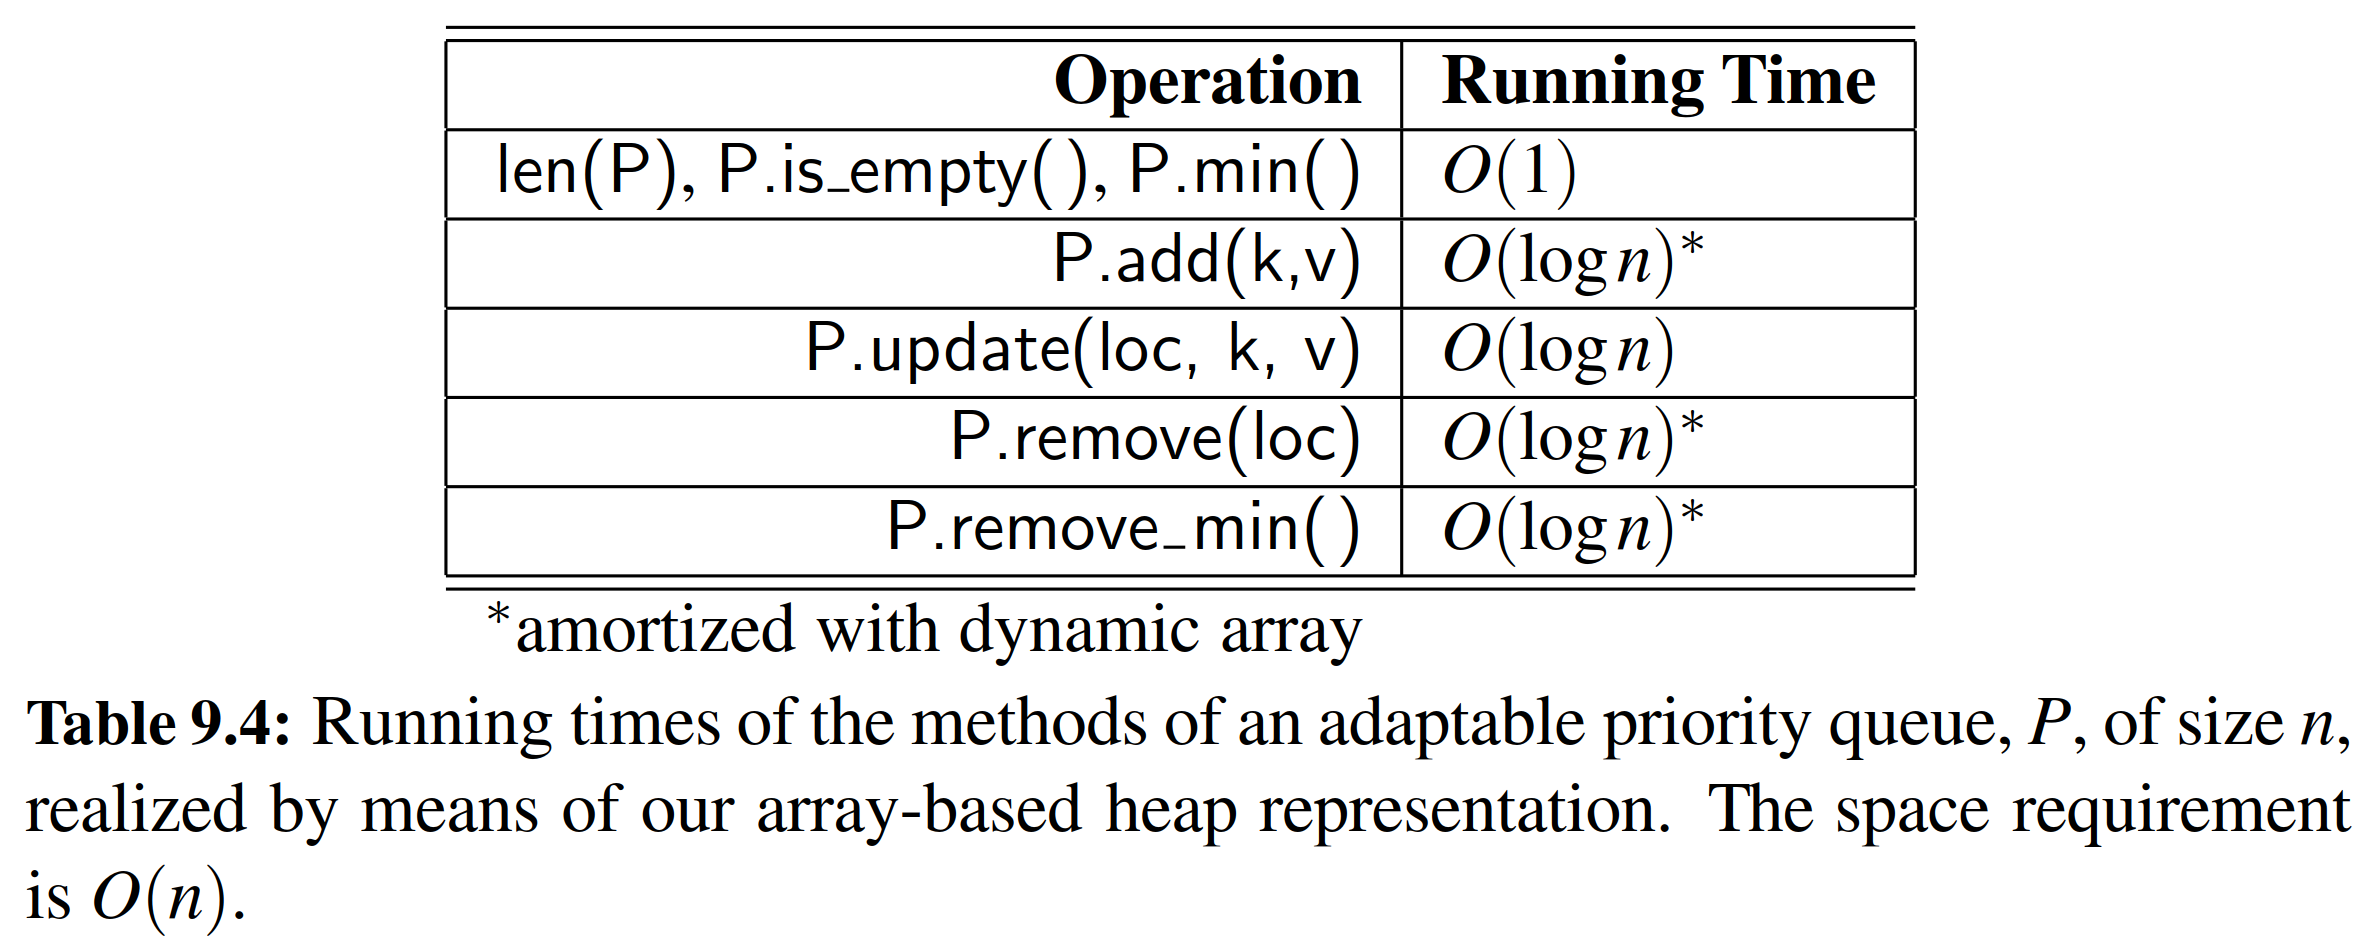 Operation Running Time
len(P), P.is_empty( ), P.min( ) O(1)
P.add(k,v) O(log n)*
P.update(loc, k, v) O(log n)
P.remove(loc) O(log n)*
P.remove_min( ) O(log n)*
*amortized with dynamic array
Table 9.4: Running times of the methods of an adaptable priority queue, P, of size n,
realized by means of our array-based heap representation. The space requirement
is O(n).